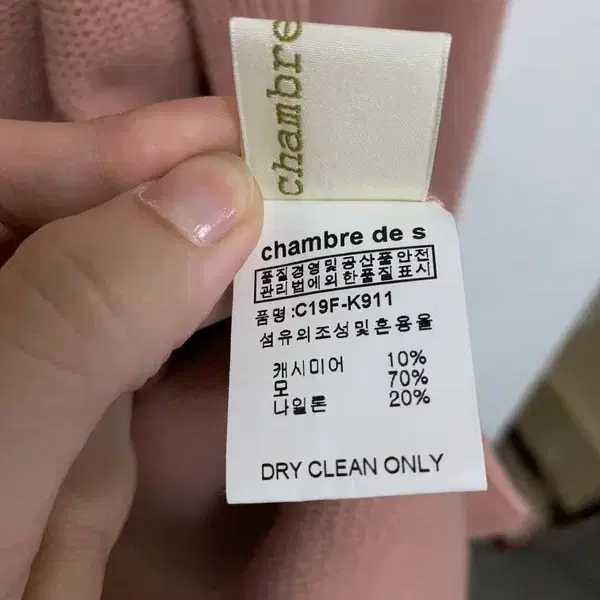 chambre
chambre de s
품질경영및공산품안전
관리법에의한품질표시
품명:C19F-K911
섬유의조성및혼용율
캐시미어 10%
모 70%
나일론 20%
DRY CLEAN ONLY